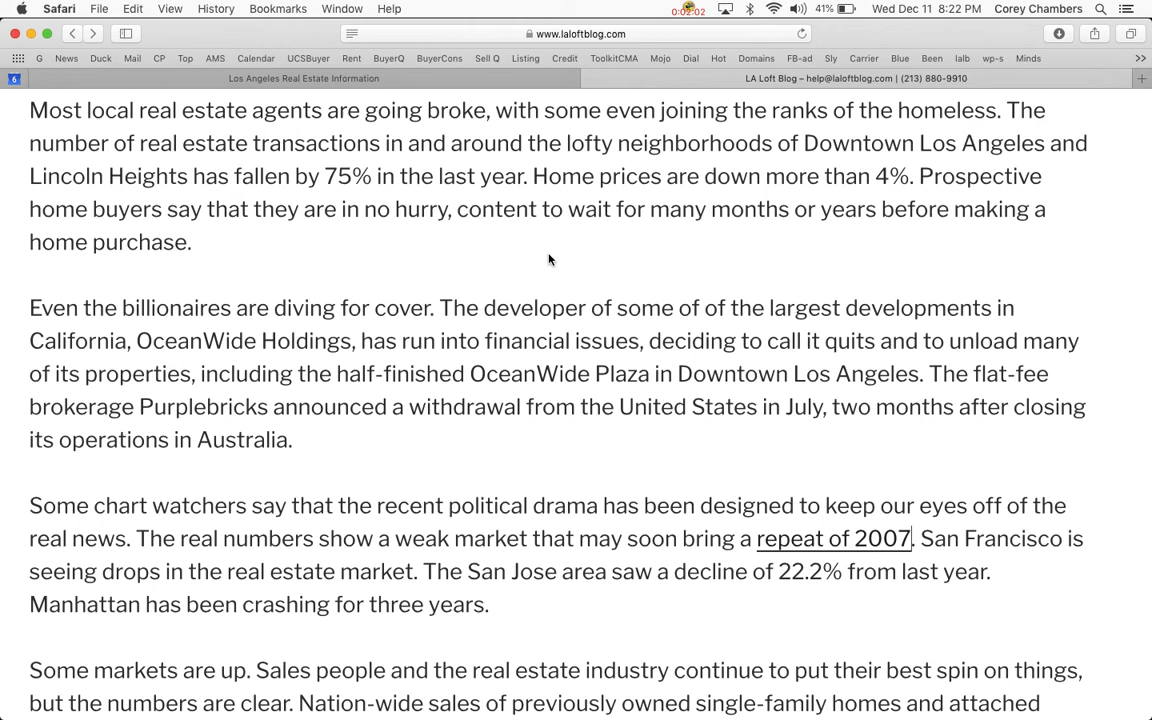 Safari File Edit View History Bookmarks Window Help 0:02:02 41% Wed Dec 11 8:22 PM Corey Chambers
www.laloftblog.com
G News Duck Mail CP Top AMS Calendar UCSBuyer Rent BuyerQ BuyerCons Sell Q Listing Credit ToolkitCMA Mojo Dial Hot Domains FB-ad Sly Carrier Blue Been lalb wp-s Minds
6 Los Angeles Real Estate Information LA Loft Blog – help@laloftblog.com | (213) 880-9910
Most local real estate agents are going broke, with some even joining the ranks of the homeless. The
number of real estate transactions in and around the lofty neighborhoods of Downtown Los Angeles and
Lincoln Heights has fallen by 75% in the last year. Home prices are down more than 4%. Prospective
home buyers say that they are in no hurry, content to wait for many months or years before making a
home purchase.
Even the billionaires are diving for cover. The developer of some of of the largest developments in
California, OceanWide Holdings, has run into financial issues, deciding to call it quits and to unload many
of its properties, including the half-finished OceanWide Plaza in Downtown Los Angeles. The flat-fee
brokerage Purplebricks announced a withdrawal from the United States in July, two months after closing
its operations in Australia.
Some chart watchers say that the recent political drama has been designed to keep our eyes off of the
real news. The real numbers show a weak market that may soon bring a repeat of 2007. San Francisco is
seeing drops in the real estate market. The San Jose area saw a decline of 22.2% from last year.
Manhattan has been crashing for three years.
Some markets are up. Sales people and the real estate industry continue to put their best spin on things,
but the numbers are clear. Nation-wide sales of previously owned single-family homes and attached